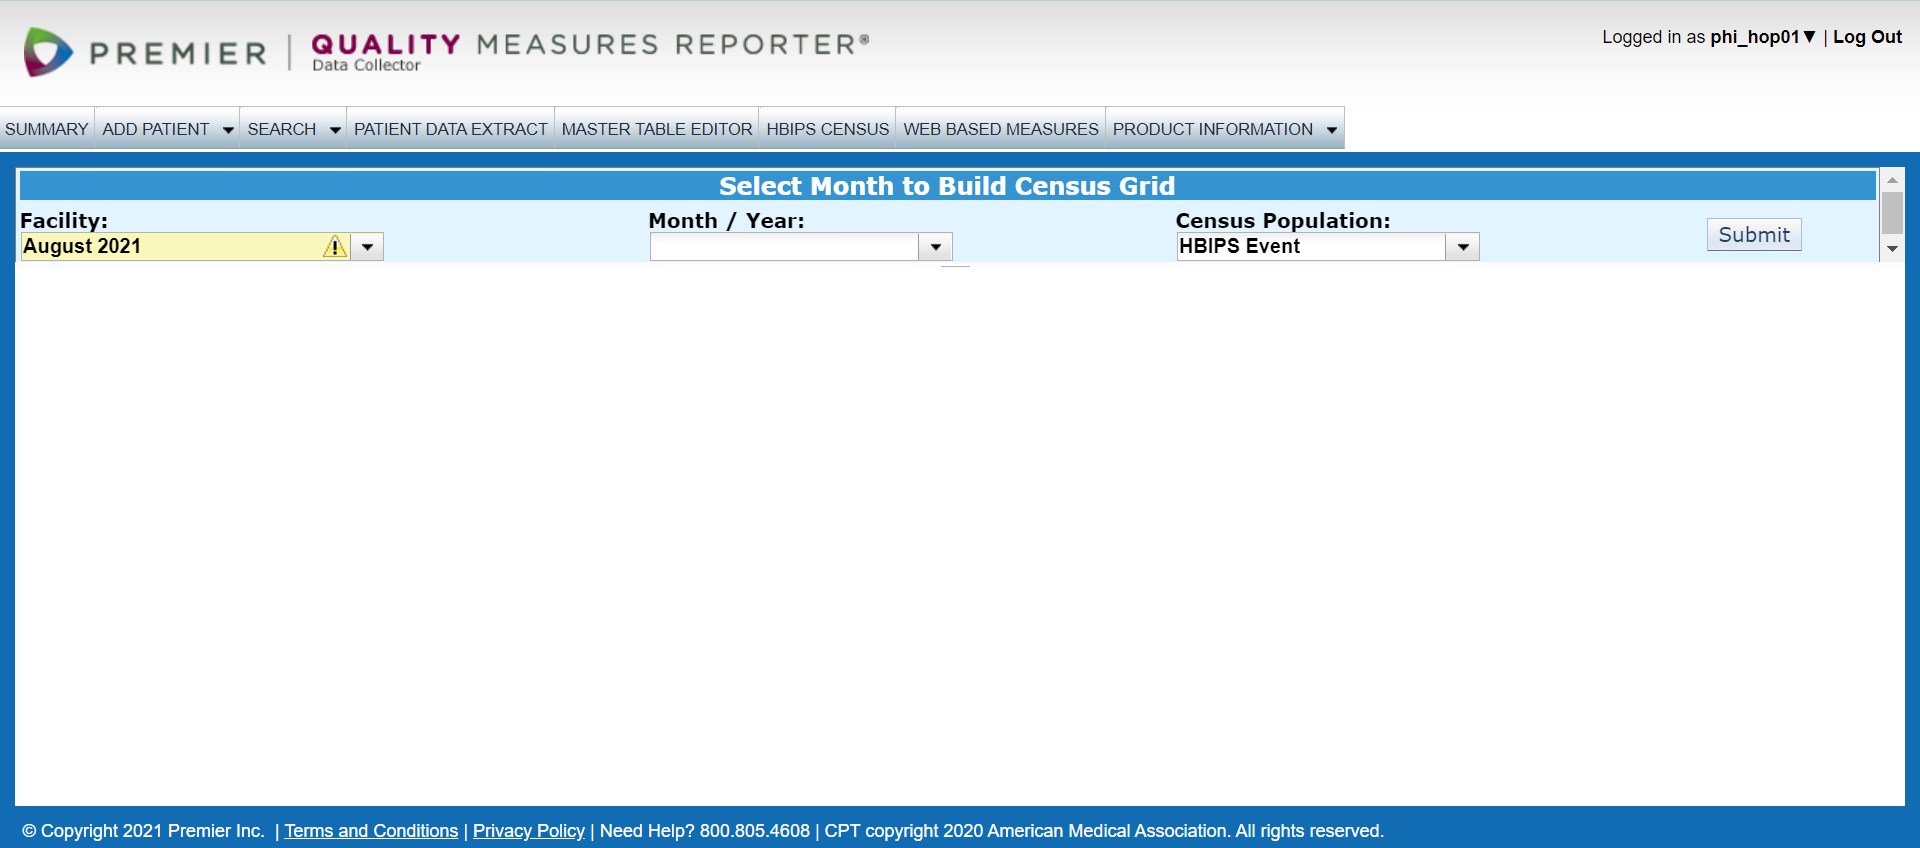 PREMIER | QUALITY MEASURES REPORTER®
Data Collector
Logged in as phi_hop01▼ | Log Out
SUMMARY ADD PATIENT SEARCH PATIENT DATA EXTRACT MASTER TABLE EDITOR HBIPS CENSUS WEB BASED MEASURES PRODUCT INFORMATION
Select Month to Build Census Grid
Facility: Month / Year: Census Population:
August 2021 HBIPS Event Submit
© Copyright 2021 Premier Inc. | Terms and Conditions | Privacy Policy | Need Help? 800.805.4608 | CPT copyright 2020 American Medical Association. All rights reserved.